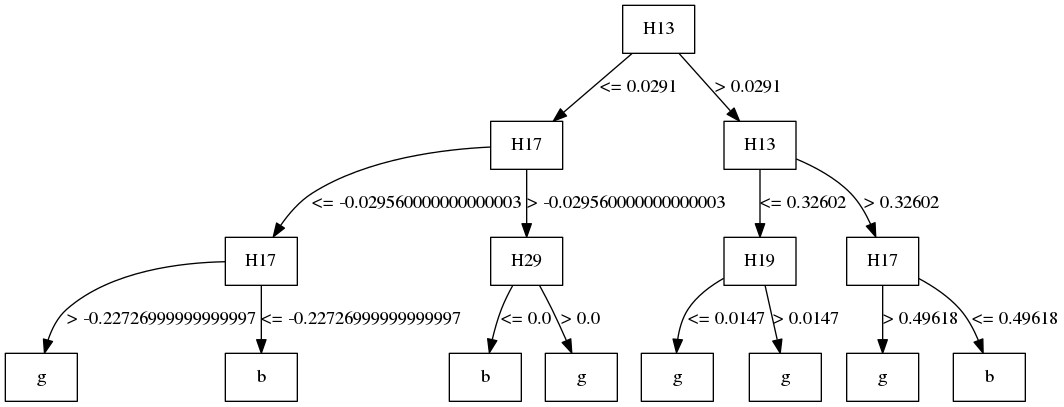 H13
<= 0.0291
> 0.0291
H17
H13
<= -0.029560000000000003
> -0.029560000000000003
<= 0.32602
> 0.32602
H17
H29
H19
H17
> -0.22726999999999997
<= -0.22726999999999997
<= 0.0
> 0.0
<= 0.0147
> 0.0147
> 0.49618
<= 0.49618
g
b
b
g
g
g
g
b